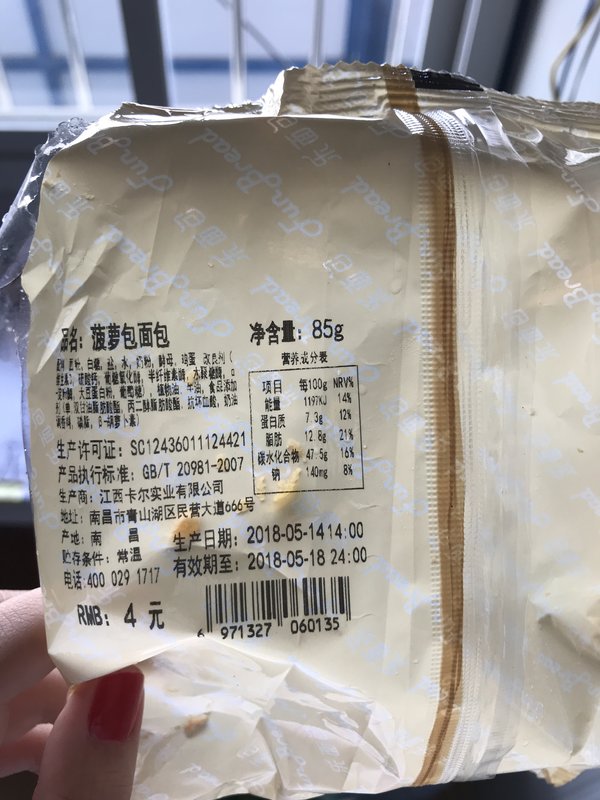 品名: 菠萝包面包
净含量: 85g
营养成分表
项目 每100g NRV%
能量 1197KJ 14%
蛋白质 7.3g 12%
脂肪 12.8g 21%
碳水化合物 47.5g 16%
钠 140mg 8%
生产许可证: SC12436011124421
产品执行标准: GB/T 20981-2007
生产商: 江西卡尔实业有限公司
地址: 南昌市青山湖区民营大道666号
产地: 南 昌
贮存条件: 常温
电话:400 029 1717
生产日期: 2018-05-14 14:00
有效期至: 2018-05-18 24:00
RMB: 4 元
6 971327 060135
Fun Bread